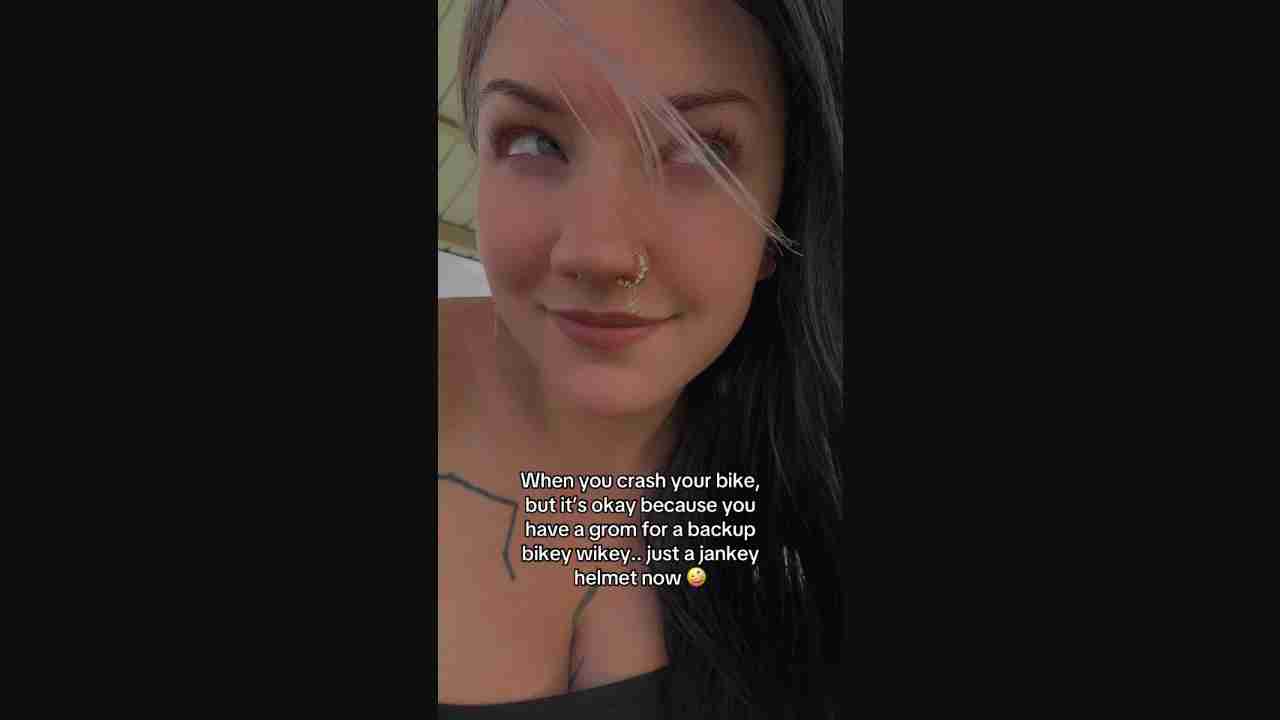 When you crash your bike,
but it's okay because you
have a grom for a backup
bikey wikey.. just a jankey
helmet now 🤪